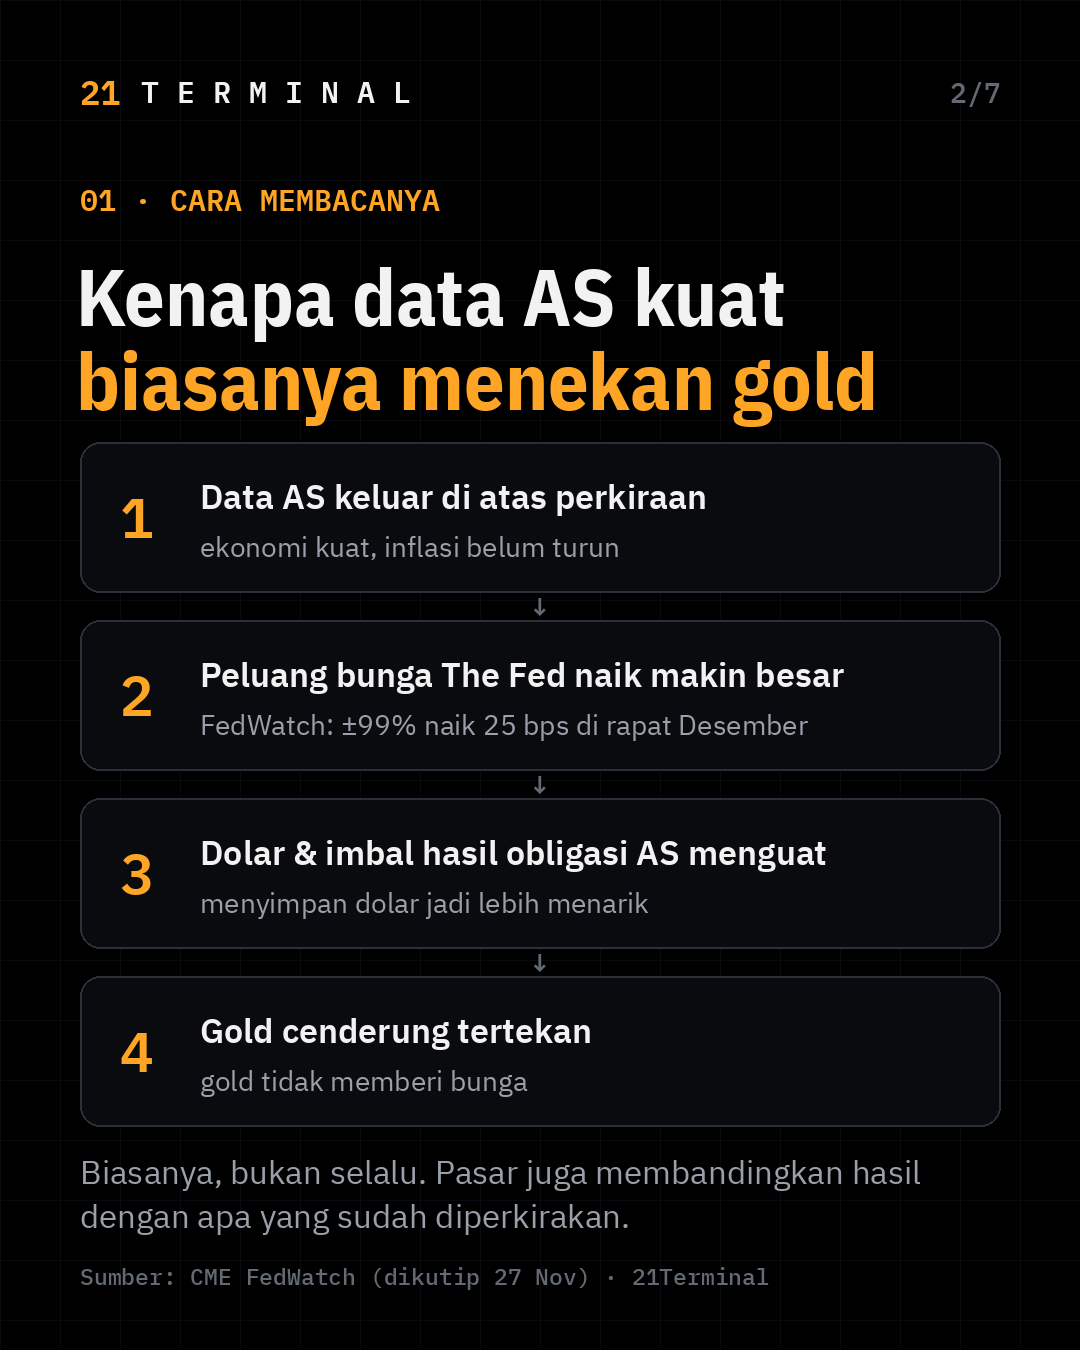 21 TERMINAL
2/7
01 · CARA MEMBACANYA
Kenapa data AS kuat
biasanya menekan gold
1
Data AS keluar di atas perkiraan
ekonomi kuat, inflasi belum turun
↓
2
Peluang bunga The Fed naik makin besar
FedWatch: ±99% naik 25 bps di rapat Desember
↓
3
Dolar & imbal hasil obligasi AS menguat
menyimpan dolar jadi lebih menarik
↓
4
Gold cenderung tertekan
gold tidak memberi bunga
Biasanya, bukan selalu. Pasar juga membandingkan hasil
dengan apa yang sudah diperkirakan.
Sumber: CME FedWatch (dikutip 27 Nov) · 21Terminal